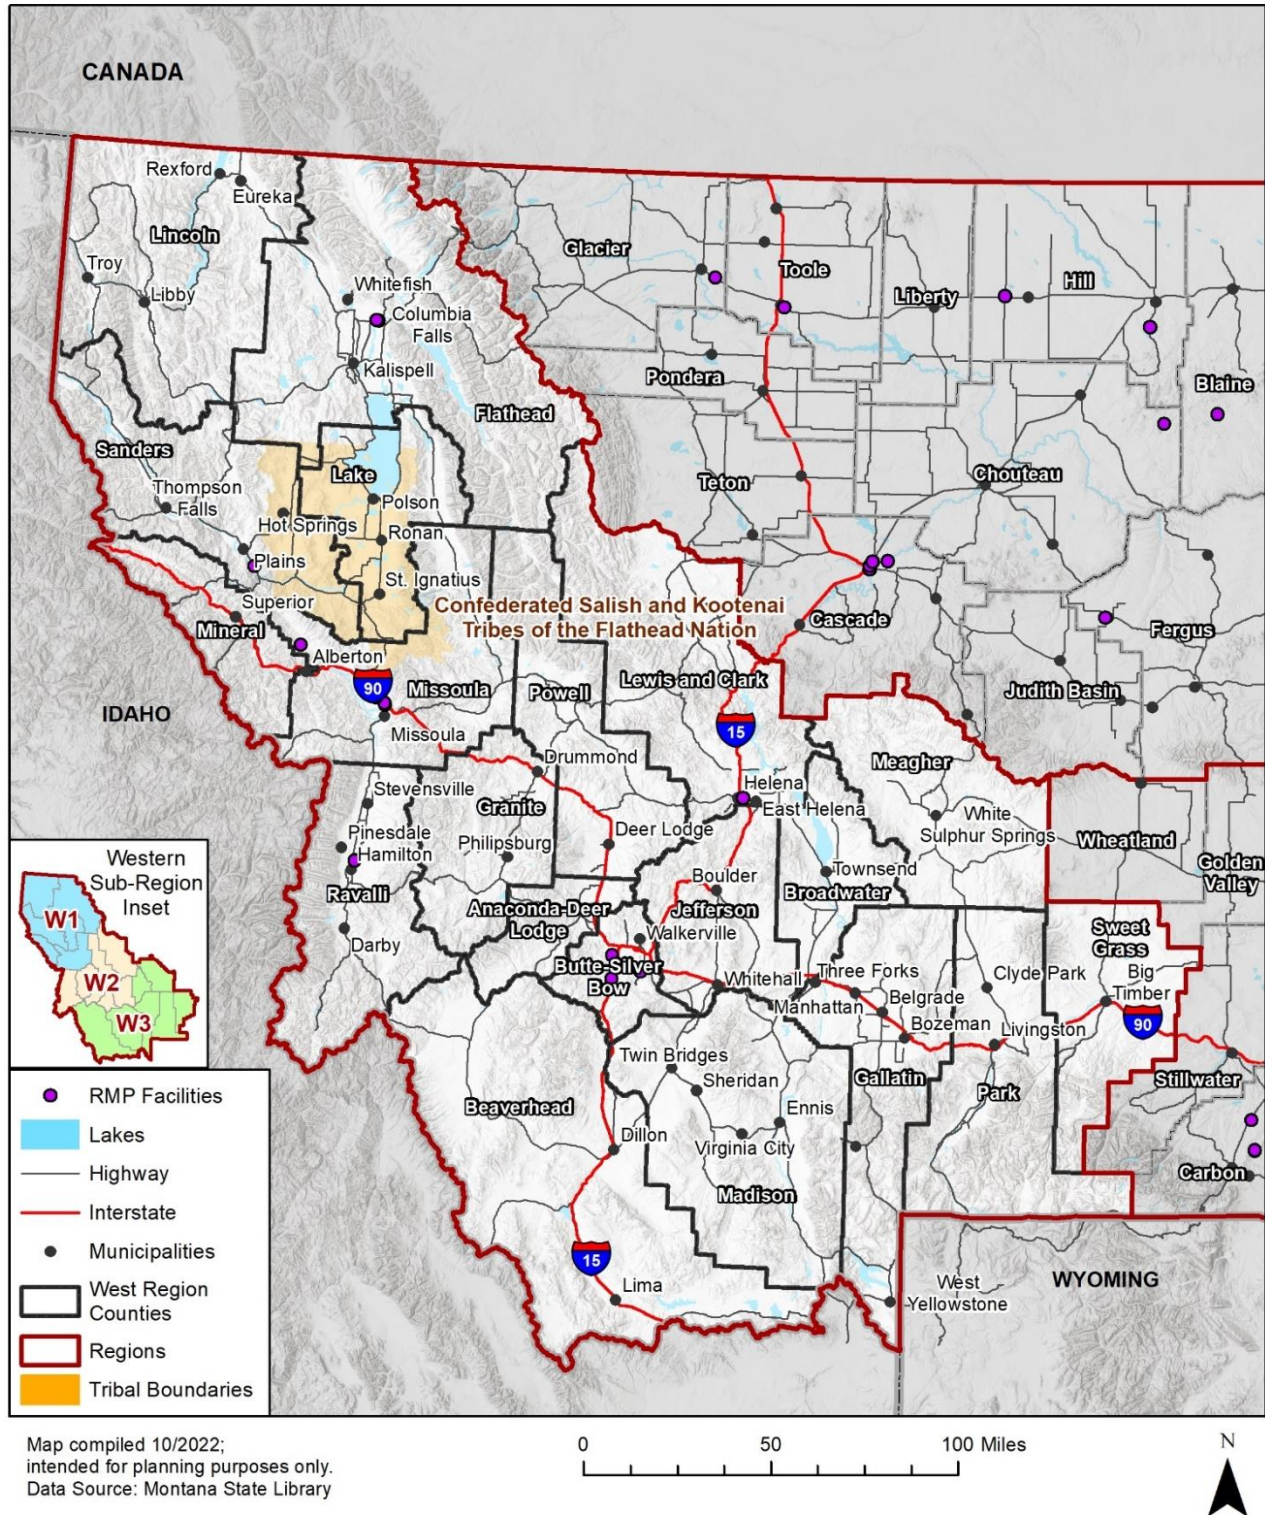 CANADA
Rexford
Eureka
Lincoln
Troy
Libby
Glacier
Toole
Liberty
Hill
Whitefish
Columbia
Falls
Kalispell
Pondera
Blaine
Flathead
Sanders
Lake
Teton
Chouteau
Thompson
Falls
Polson
Hot Springs
Ronan
Plains
St. Ignatius
Superior
Confederated Salish and Kootenai
Tribes of the Flathead Nation
Mineral
Cascade
Fergus
Alberton
90
Missoula
Powell
Lewis and Clark
Judith Basin
IDAHO
Missoula
15
Drummond
Meagher
Stevensville
Granite
Helena
East Helena
White
Sulphur Springs
Pinesdale
Hamilton
Philipsburg
Deer Lodge
Wheatland
Golden
Valley
Ravalli
Boulder
Townsend
Broadwater
Anaconda-Deer
Lodge
Jefferson
Walkerville
Sweet
Grass
Darby
Butte-Silver
Bow
Whitehall
Three Forks
Clyde Park
Big
Timber
Manhattan
Belgrade
Bozeman
Livingston
90
Twin Bridges
Sheridan
Gallatin
Park
Stillwater
Beaverhead
Ennis
Dillon
Virginia City
Madison
Carbon
15
Lima
West
Yellowstone
WYOMING
Western
Sub-Region
Inset
W1
W2
W3
RMP Facilities
Lakes
Highway
Interstate
Municipalities
West Region
Counties
Regions
Tribal Boundaries
Map compiled 10/2022;
intended for planning purposes only.
Data Source: Montana State Library
0 50 100 Miles
N